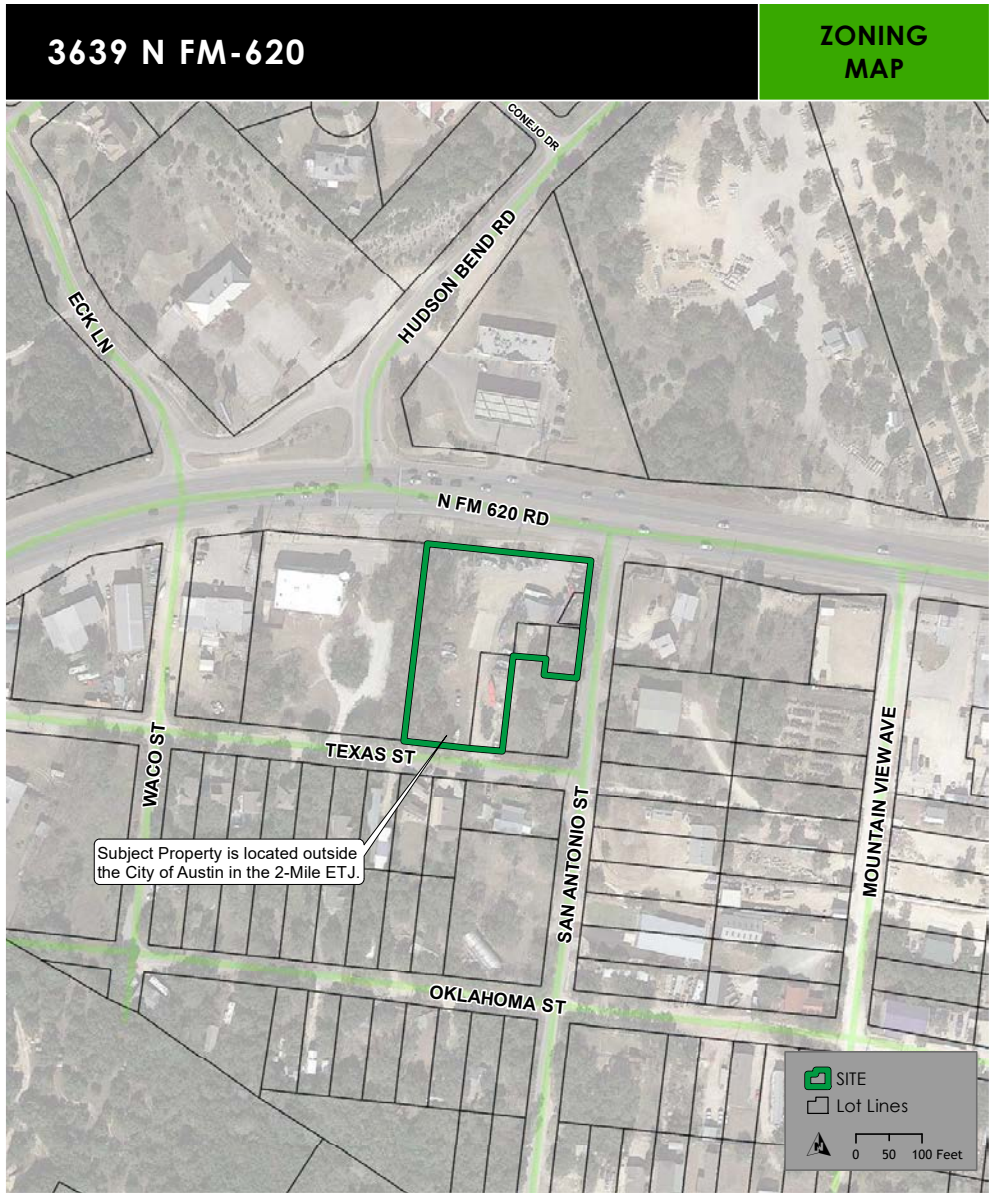 3639 N FM-620
ZONING
MAP
CONEJO DR
HUDSON BEND RD
ECK LN
N FM 620 RD
TEXAS ST
WACO ST
SAN ANTONIO ST
MOUNTAIN VIEW AVE
Subject Property is located outside
the City of Austin in the 2-Mile ETJ.
OKLAHOMA ST
SITE
Lot Lines
N
0 50 100 Feet